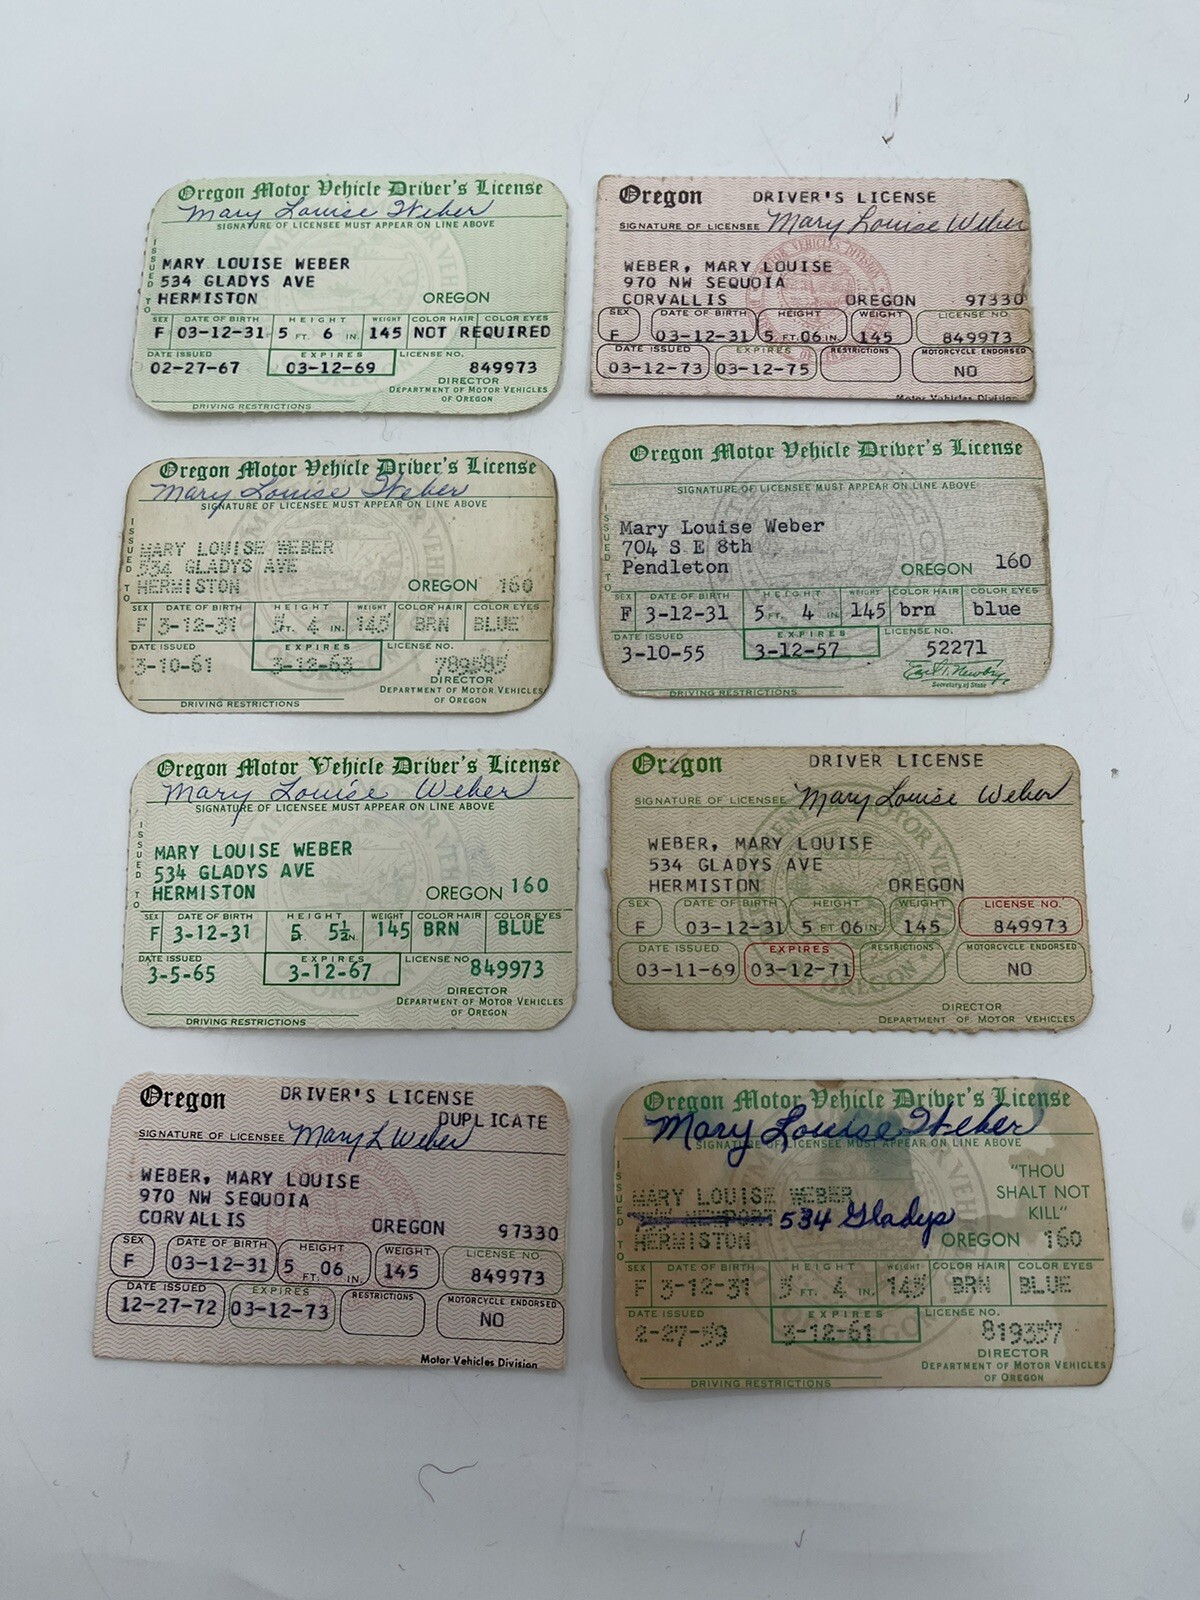 Oregon Motor Vehicle Driver's License
Mary Louise Weber
SIGNATURE OF LICENSEE MUST APPEAR ON LINE ABOVE
ISSUED TO
MARY LOUISE WEBER
534 GLADYS AVE
HERMISTON OREGON
SEX DATE OF BIRTH HEIGHT WEIGHT COLOR HAIR COLOR EYES
F 03-12-31 5 FT. 6 IN. 145 NOT REQUIRED
DATE ISSUED EXPIRES LICENSE NO.
02-27-67 03-12-69 849973
DIRECTOR
DEPARTMENT OF MOTOR VEHICLES
OF OREGON
DRIVING RESTRICTIONS
Oregon DRIVER'S LICENSE
SIGNATURE OF LICENSEE Mary Louise Weber
WEBER, MARY LOUISE
970 NW SEQUOIA
CORVALLIS OREGON 97330
SEX DATE OF BIRTH HEIGHT WEIGHT LICENSE NO.
F 03-12-31 5 FT. 06 IN. 145 849973
DATE ISSUED EXPIRES RESTRICTIONS MOTORCYCLE ENDORSED
03-12-73 03-12-75 NO
Motor Vehicles Division
Oregon Motor Vehicle Driver's License
Mary Louise Weber
SIGNATURE OF LICENSEE MUST APPEAR ON LINE ABOVE
ISSUED TO
MARY LOUISE WEBER
534 GLADYS AVE
HERMISTON OREGON 160
SEX DATE OF BIRTH HEIGHT WEIGHT COLOR HAIR COLOR EYES
F 3-12-31 5 FT. 4 IN. 145 BRN BLUE
DATE ISSUED EXPIRES LICENSE NO.
3-10-61 3-12-63 789585
DIRECTOR
DEPARTMENT OF MOTOR VEHICLES
OF OREGON
DRIVING RESTRICTIONS
Oregon Motor Vehicle Driver's License
SIGNATURE OF LICENSEE MUST APPEAR ON LINE ABOVE
ISSUED TO
Mary Louise Weber
704 S E 8th
Pendleton OREGON 160
SEX DATE OF BIRTH HEIGHT WEIGHT COLOR HAIR COLOR EYES
F 3-12-31 5 FT. 4 IN. 145 brn blue
DATE ISSUED EXPIRES LICENSE NO.
3-10-55 3-12-57 52271
Earl T. Newbry
Secretary of State
DRIVING RESTRICTIONS
Oregon Motor Vehicle Driver's License
Mary Louise Weber
SIGNATURE OF LICENSEE MUST APPEAR ON LINE ABOVE
ISSUED TO
MARY LOUISE WEBER
534 GLADYS AVE
HERMISTON OREGON 160
SEX DATE OF BIRTH HEIGHT WEIGHT COLOR HAIR COLOR EYES
F 3-12-31 5 FT. 5½ IN. 145 BRN BLUE
DATE ISSUED EXPIRES LICENSE NO.
3-5-65 3-12-67 849973
DIRECTOR
DEPARTMENT OF MOTOR VEHICLES
OF OREGON
DRIVING RESTRICTIONS
Oregon DRIVER LICENSE
SIGNATURE OF LICENSEE Mary Louise Weber
WEBER, MARY LOUISE
534 GLADYS AVE
HERMISTON OREGON
SEX DATE OF BIRTH HEIGHT WEIGHT LICENSE NO.
F 03-12-31 5 FT 06 IN. 145 849973
DATE ISSUED EXPIRES RESTRICTIONS MOTORCYCLE ENDORSED
03-11-69 03-12-71 NO
DIRECTOR
DEPARTMENT OF MOTOR VEHICLES
Oregon DRIVER'S LICENSE
DUPLICATE
SIGNATURE OF LICENSEE Mary L Weber
WEBER, MARY LOUISE
970 NW SEQUOIA
CORVALLIS OREGON 97330
SEX DATE OF BIRTH HEIGHT WEIGHT LICENSE NO.
F 03-12-31 5 FT. 06 IN. 145 849973
DATE ISSUED EXPIRES RESTRICTIONS MOTORCYCLE ENDORSED
12-27-72 03-12-73 NO
Motor Vehicles Division
Oregon Motor Vehicle Driver's License
Mary Louise Weber
SIGNATURE OF LICENSEE MUST APPEAR ON LINE ABOVE
"THOU
SHALT NOT
KILL"
ISSUED TO
MARY LOUISE WEBER
534 Gladys
HERMISTON OREGON 160
SEX DATE OF BIRTH HEIGHT WEIGHT COLOR HAIR COLOR EYES
F 3-12-31 5 FT. 4 IN. 145 BRN BLUE
DATE ISSUED EXPIRES LICENSE NO.
2-27-59 3-12-61 819357
DIRECTOR
DEPARTMENT OF MOTOR VEHICLES
OF OREGON
DRIVING RESTRICTIONS